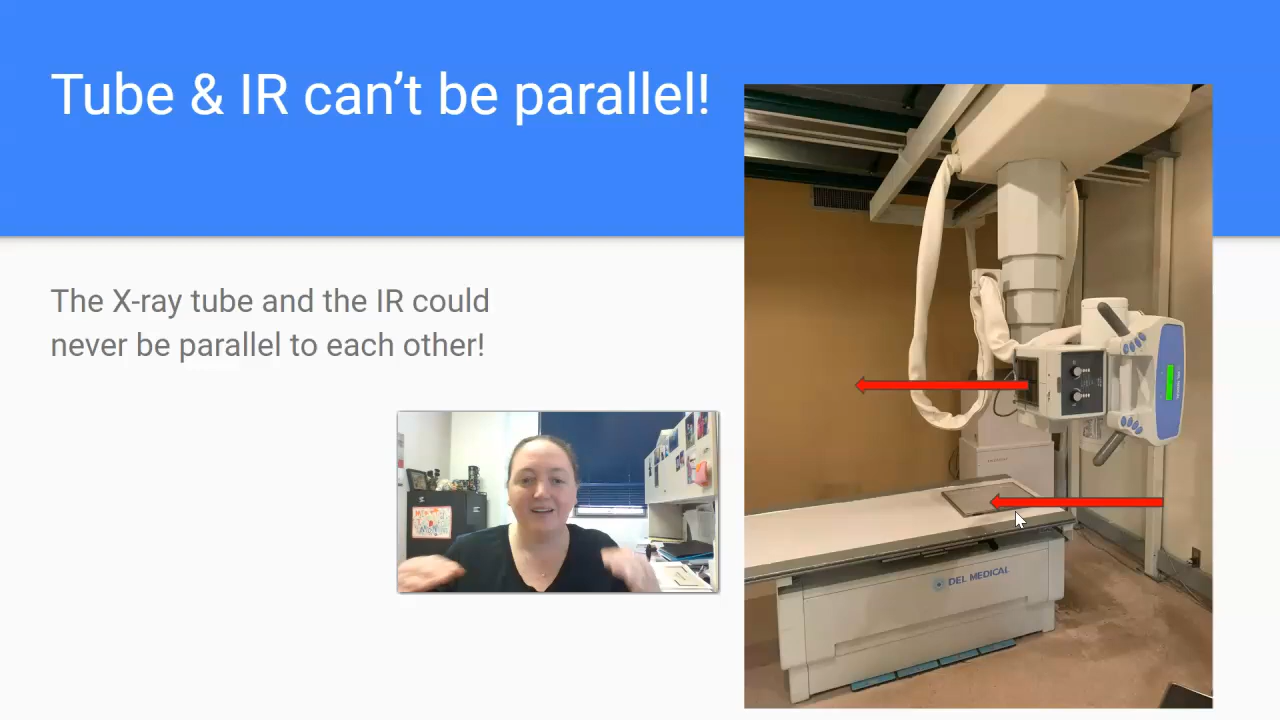 Tube & IR can't be parallel!
The X-ray tube and the IR could
never be parallel to each other!
DEL MEDICAL